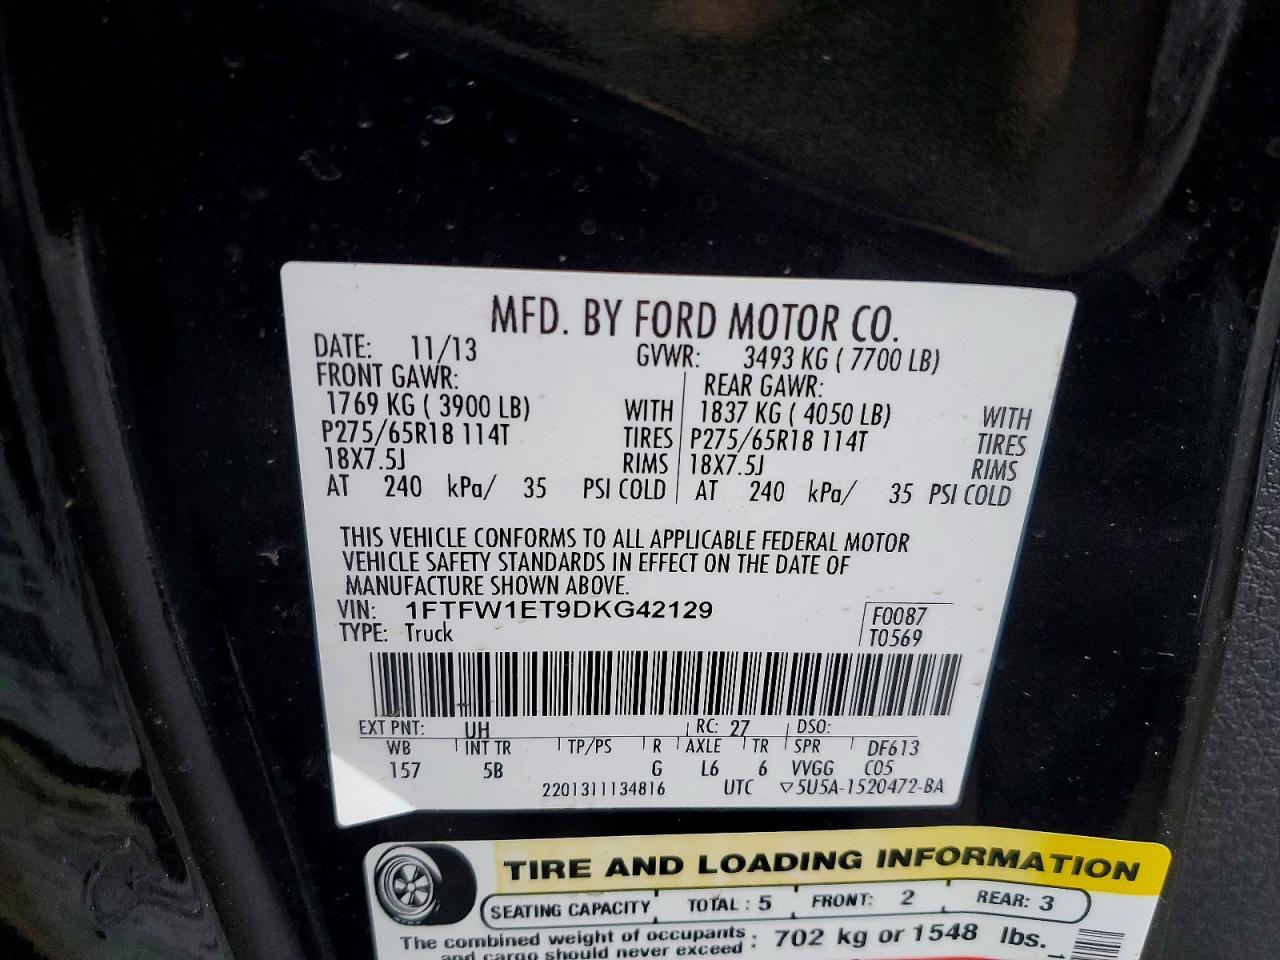 MFD. BY FORD MOTOR CO.
DATE: 11/13 GVWR: 3493 KG ( 7700 LB)
FRONT GAWR: REAR GAWR:
1769 KG ( 3900 LB) WITH 1837 KG ( 4050 LB) WITH
P275/65R18 114T TIRES P275/65R18 114T TIRES
18X7.5J RIMS 18X7.5J RIMS
AT 240 kPa/ 35 PSI COLD AT 240 kPa/ 35 PSI COLD
THIS VEHICLE CONFORMS TO ALL APPLICABLE FEDERAL MOTOR
VEHICLE SAFETY STANDARDS IN EFFECT ON THE DATE OF
MANUFACTURE SHOWN ABOVE.
VIN: 1FTFW1ET9DKG42129 F0087
TYPE: Truck T0569
EXT PNT: UH RC: 27 DSO:
WB INT TR TP/PS R AXLE TR SPR DF613
157 5B G L6 6 VVGG C05
2201311134816 UTC ▽5U5A-1520472-BA
TIRE AND LOADING INFORMATION
SEATING CAPACITY TOTAL : 5 FRONT: 2 REAR: 3
The combined weight of occupants
and cargo should never exceed : 702 kg or 1548 lbs.